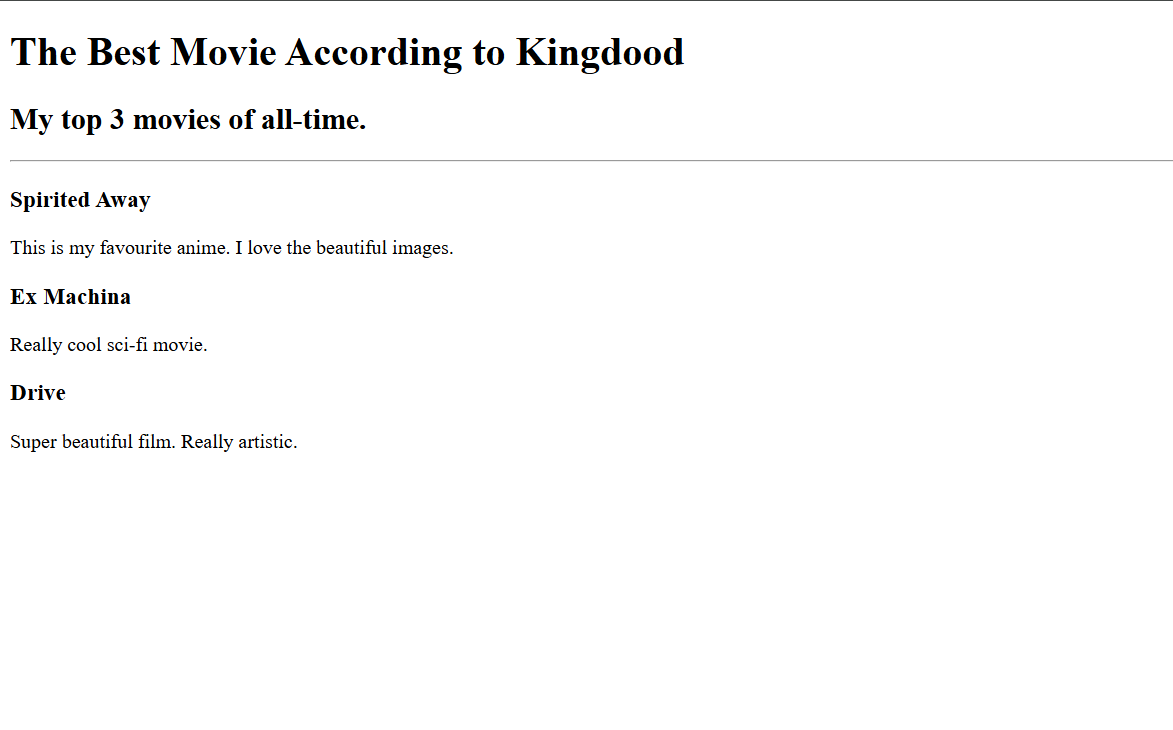 The Best Movie According to Kingdood
My top 3 movies of all-time.
Spirited Away
This is my favourite anime. I love the beautiful images.
Ex Machina
Really cool sci-fi movie.
Drive
Super beautiful film. Really artistic.